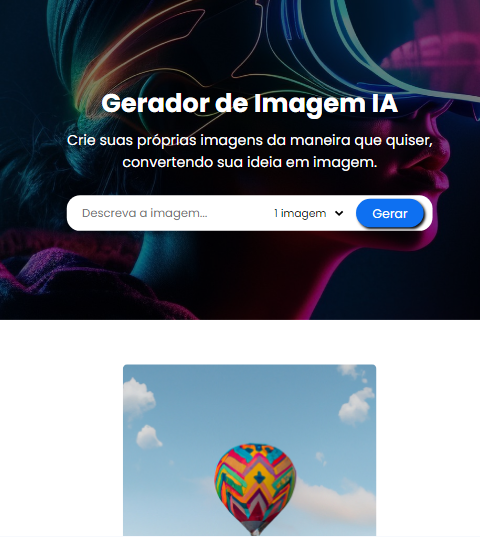 Gerador de Imagem IA
Crie suas próprias imagens da maneira que quiser,
convertendo sua ideia em imagem.
Descreva a imagem... 1 imagem Gerar